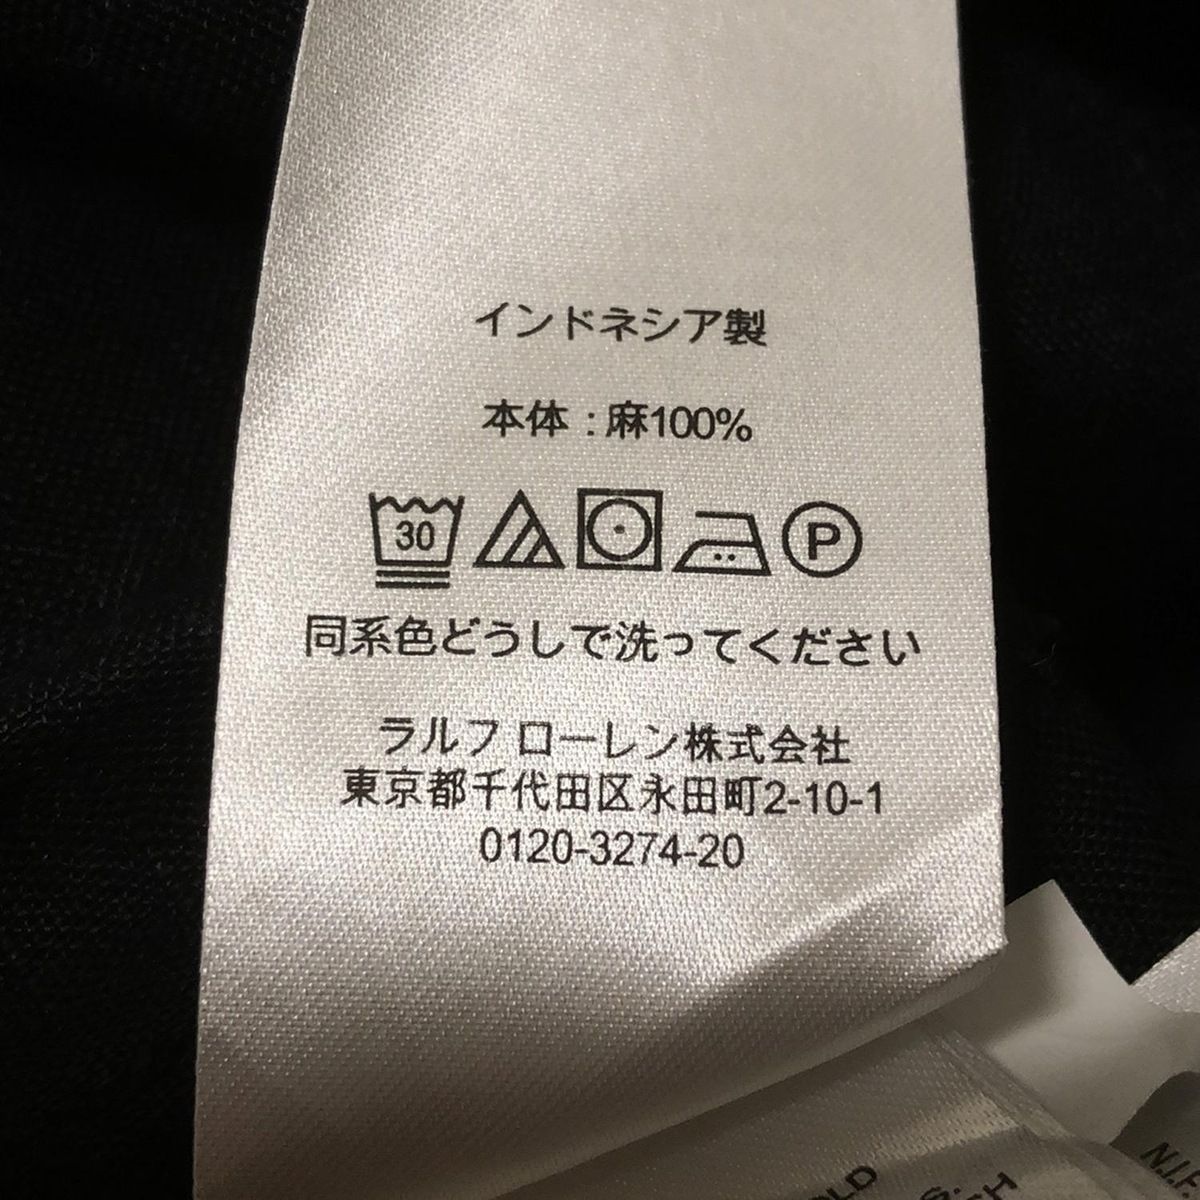 インドネシア製
本体 : 麻100%
30
P
同系色どうしで洗ってください
ラルフ ローレン株式会社
東京都千代田区永田町2-10-1
0120-3274-20